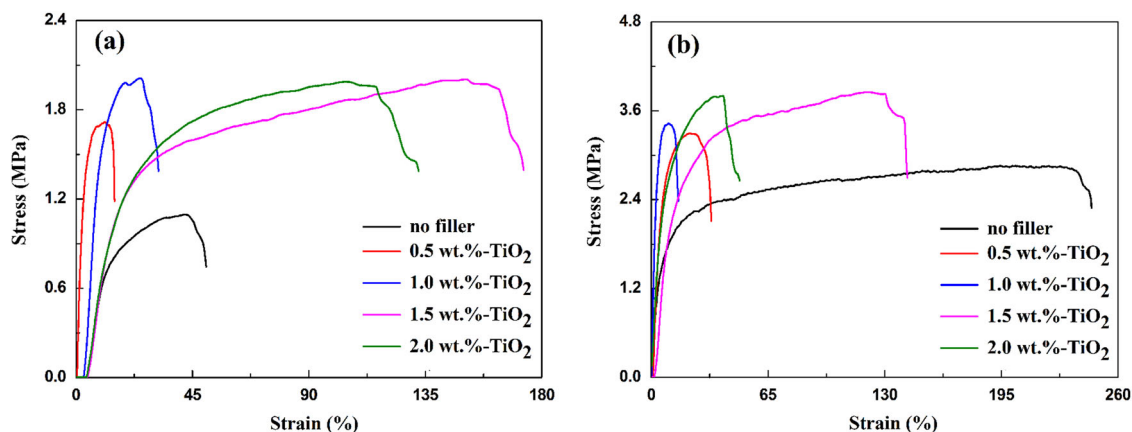 (a)
Stress (MPa)
2.4
1.8
1.2
0.6
0.0
0 45 90 135 180
Strain (%)
no filler
0.5 wt.%-TiO2
1.0 wt.%-TiO2
1.5 wt.%-TiO2
2.0 wt.%-TiO2
(b)
Stress (MPa)
4.8
3.6
2.4
1.2
0.0
0 65 130 195 260
Strain (%)
no filler
0.5 wt.%-TiO2
1.0 wt.%-TiO2
1.5 wt.%-TiO2
2.0 wt.%-TiO2